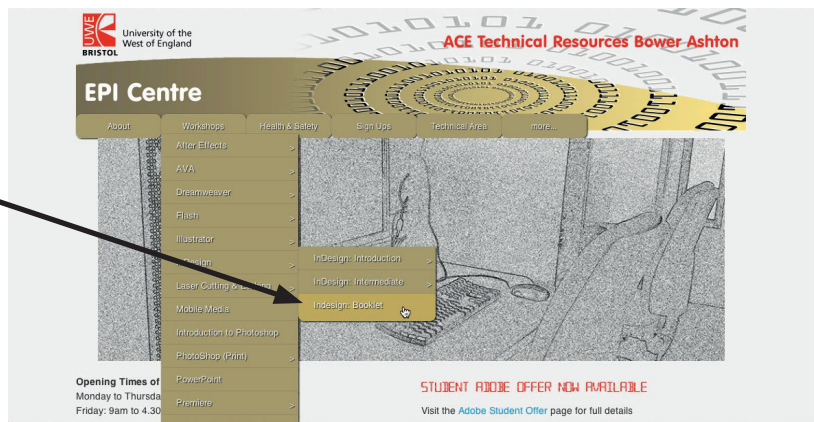 UWE
BRISTOL
University of the
West of England
ACE Technical Resources Bower Ashton
EPI Centre
About Workshops Health & Safety Sign Ups Technical Area more...
After Effects >
AVA >
Dreamweaver >
Flash >
Illustrator >
InDesign: Introduction >
InDesign: Intermediate >
Indesign: Booklet
Laser Cutting &
Mobile Media
Introduction to Photoshop
PhotoShop (Print) >
PowerPoint
Premiere >
Opening Times of
Monday to Thursda
Friday: 9am to 4.30
STUDENT ADOBE OFFER NOW AVAILABLE
Visit the Adobe Student Offer page for full details